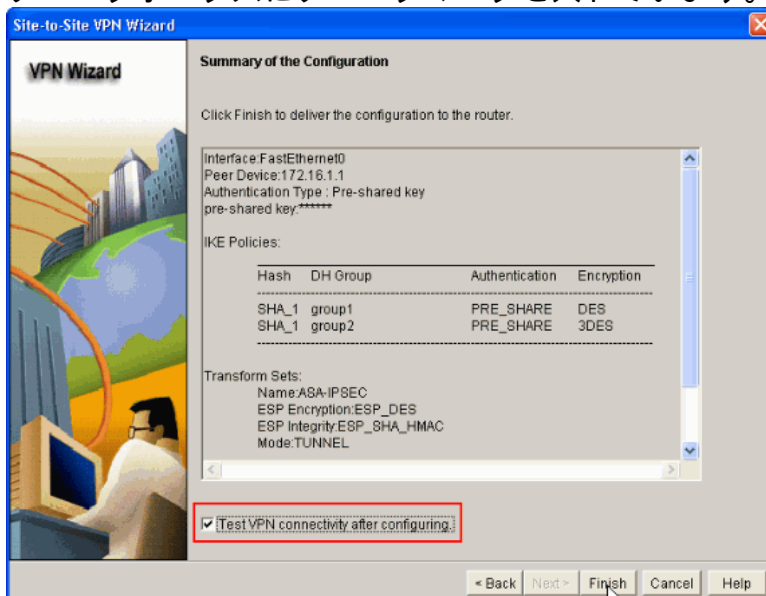 Site-to-Site VPN Wizard
VPN Wizard
Summary of the Configuration
Click Finish to deliver the configuration to the router.
Interface:FastEthernet0
Peer Device:172.16.1.1
Authentication Type : Pre-shared key
pre-shared key:******
IKE Policies:
Hash DH Group Authentication Encryption
SHA_1 group1 PRE_SHARE DES
SHA_1 group2 PRE_SHARE 3DES
Transform Sets:
Name:ASA-IPSEC
ESP Encryption:ESP_DES
ESP Integrity:ESP_SHA_HMAC
Mode:TUNNEL
Test VPN connectivity after configuring.
< Back Next > Finish Cancel Help